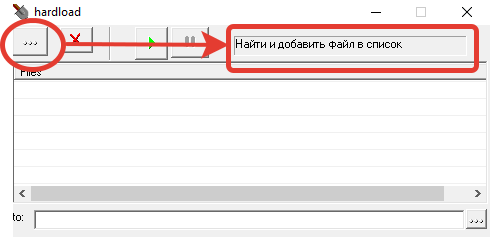 hardload
...
Найти и добавить файл в список
Files
to:
...